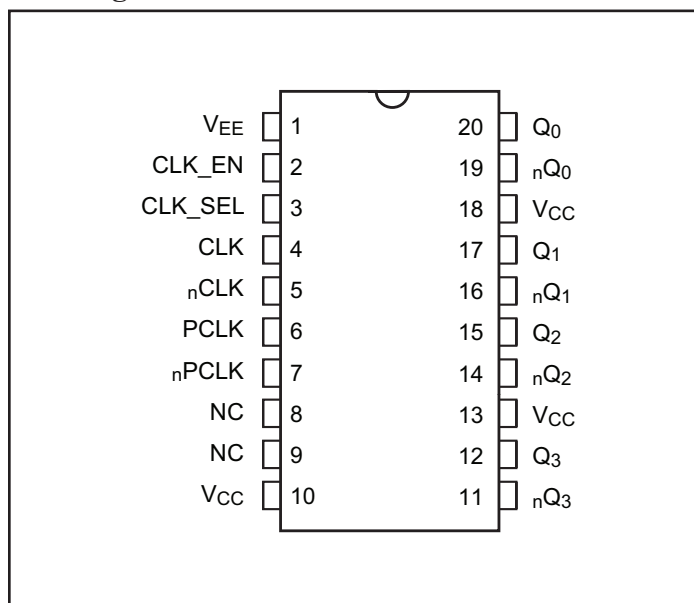 VEE 1 20 Q0
CLK_EN 2 19 nQ0
CLK_SEL 3 18 VCC
CLK 4 17 Q1
nCLK 5 16 nQ1
PCLK 6 15 Q2
nPCLK 7 14 nQ2
NC 8 13 VCC
NC 9 12 Q3
VCC 10 11 nQ3